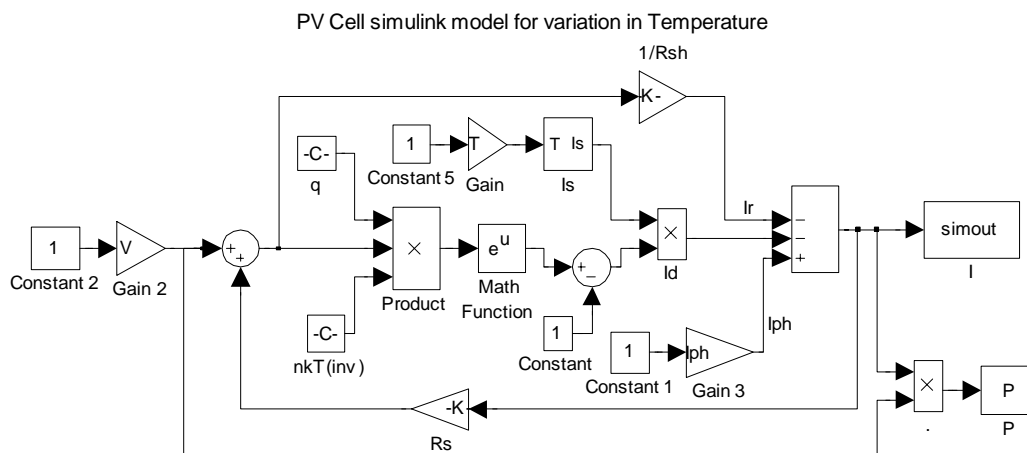 PV Cell simulink model for variation in Temperature
1/Rsh
K-
-C-
q
1
Constant 5
T
Gain
T Is
Is
Ir
1
Constant 2
V
Gain 2
+
+
×
Product
e^u
Math
Function
+
−
×
Id
−
−
+
simout
I
-C-
nkT(inv)
1
Constant
1
Constant 1
Iph
Gain 3
Iph
-K
Rs
×
.
P
P